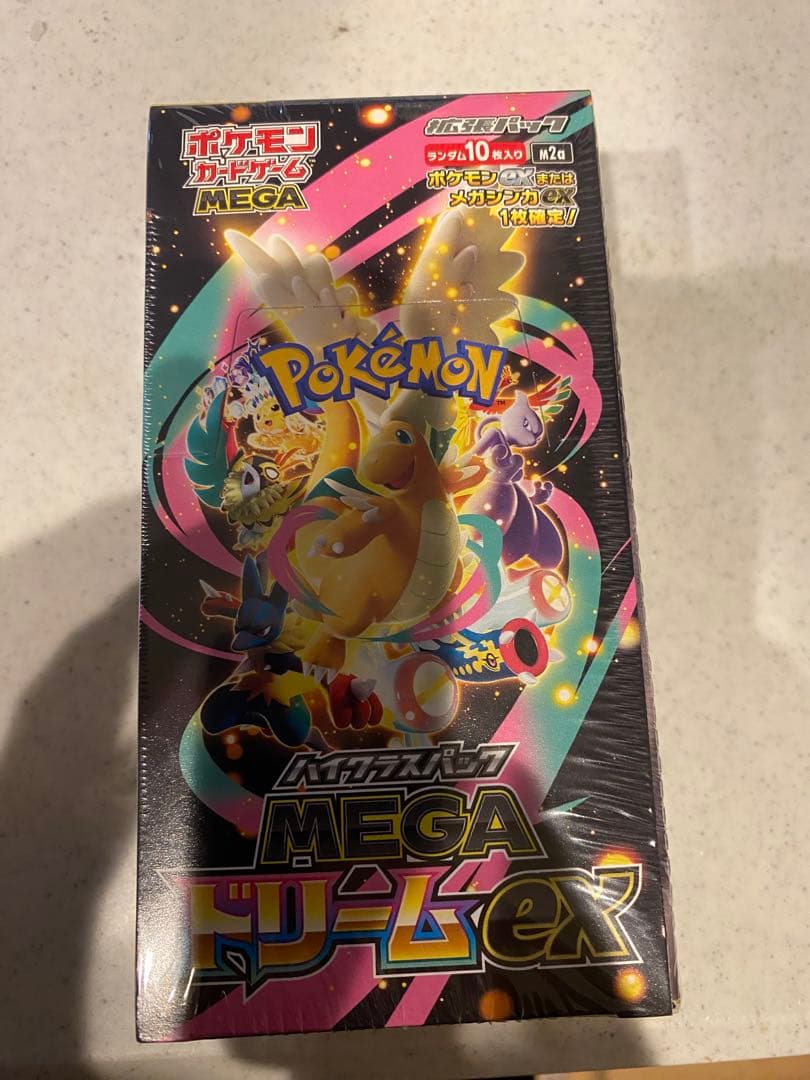 ポケモン
カードゲーム
MEGA
拡張パック
ランダム10枚入り
M2a
ポケモンexまたは
メガシンカex
1枚確定!
POKéMON
TM
ハイクラスパック
MEGA
ドリームex